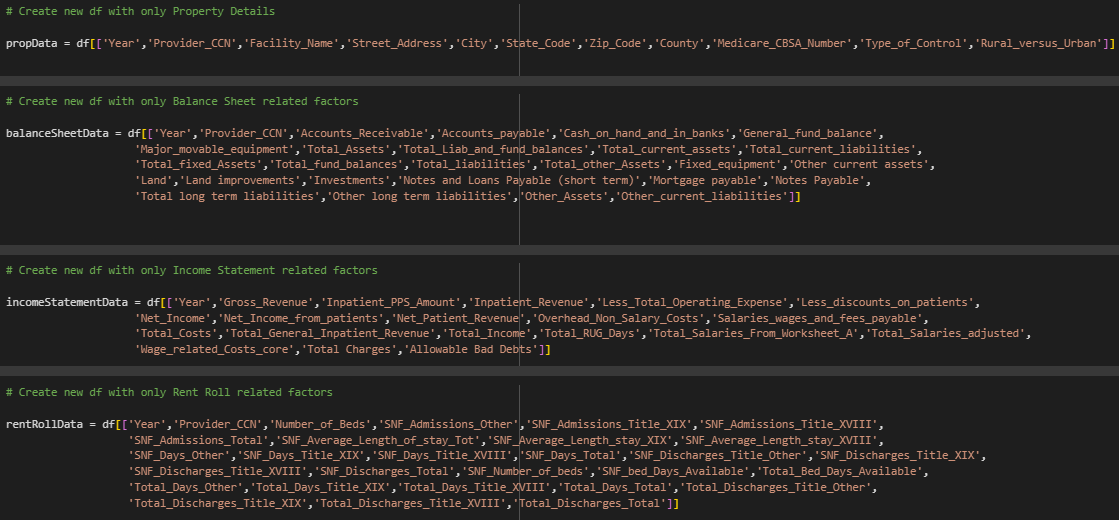 # Create new df with only Property Details
propData = df[['Year','Provider_CCN','Facility_Name','Street_Address','City','State_Code','Zip_Code','County','Medicare_CBSA_Number','Type_of_Control','Rural_versus_Urban']]
# Create new df with only Balance Sheet related factors
balanceSheetData = df[['Year','Provider_CCN','Accounts_Receivable','Accounts_payable','Cash_on_hand_and_in_banks','General_fund_balance',
'Major_movable_equipment','Total_Assets','Total_Liab_and_fund_balances','Total_current_assets','Total_current_liabilities',
'Total_fixed_Assets','Total_fund_balances','Total_liabilities','Total_other_Assets','Fixed_equipment','Other current assets',
'Land','Land improvements','Investments','Notes and Loans Payable (short term)','Mortgage payable','Notes Payable',
'Total long term liabilities','Other long term liabilities','Other_Assets','Other_current_liabilities']]
# Create new df with only Income Statement related factors
incomeStatementData = df[['Year','Gross_Revenue','Inpatient_PPS_Amount','Inpatient_Revenue','Less_Total_Operating_Expense','Less_discounts_on_patients',
'Net_Income','Net_Income_from_patients','Net_Patient_Revenue','Overhead_Non_Salary_Costs','Salaries_wages_and_fees_payable',
'Total_Costs','Total_General_Inpatient_Revenue','Total_Income','Total_RUG_Days','Total_Salaries_From_Worksheet_A','Total_Salaries_adjusted',
'Wage_related_Costs_core','Total Charges','Allowable Bad Debts']]
# Create new df with only Rent Roll related factors
rentRollData = df[['Year','Provider_CCN','Number_of_Beds','SNF_Admissions_Other','SNF_Admissions_Title_XIX','SNF_Admissions_Title_XVIII',
'SNF_Admissions_Total','SNF_Average_Length_of_stay_Tot','SNF_Average_Length_stay_XIX','SNF_Average_Length_stay_XVIII',
'SNF_Days_Other','SNF_Days_Title_XIX','SNF_Days_Title_XVIII','SNF_Days_Total','SNF_Discharges_Title_Other','SNF_Discharges_Title_XIX',
'SNF_Discharges_Title_XVIII','SNF_Discharges_Total','SNF_Number_of_beds','SNF_bed_Days_Available','Total_Bed_Days_Available',
'Total_Days_Other','Total_Days_Title_XIX','Total_Days_Title_XVIII','Total_Days_Total','Total_Discharges_Title_Other',
'Total_Discharges_Title_XIX','Total_Discharges_Title_XVIII','Total_Discharges_Total']]